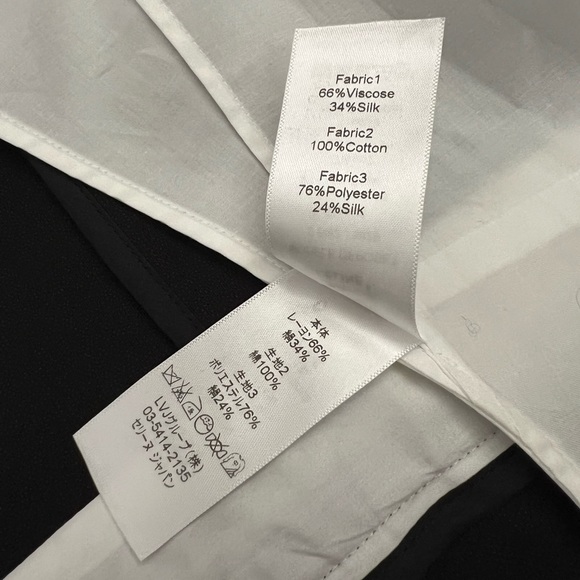 Fabric1
66%Viscose
34%Silk
Fabric2
100%Cotton
Fabric3
76%Polyester
24%Silk
本体
レーヨン66%
絹34%
生地2
綿100%
生地3
ポリエステル76%
絹24%
LVJグループ(株)
03-5414-2135
セリーヌ ジャパン